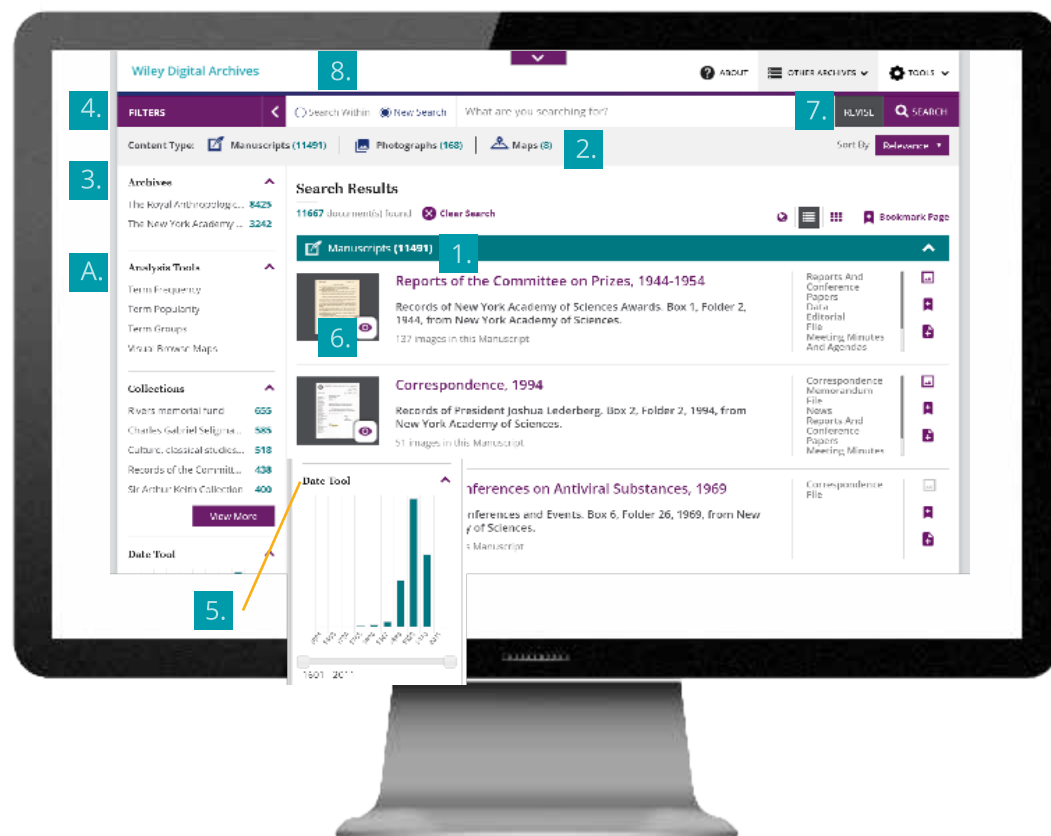 Wiley Digital Archives
8.
ABOUT
OTHER ARCHIVES
TOOLS
4.
FILTERS
Search Within
New Search
What are you searching for?
7.
REVISE
SEARCH
Content Type:
Manuscripts (11491)
Photographs (168)
Maps (8)
2.
Sort By
Relevance
3.
Archives
The Royal Anthropologic... 8425
The New York Academy ... 3242
A.
Analysis Tools
Term Frequency
Term Popularity
Term Groups
Visual Browse Maps
Collections
Rivers memorial fund 655
Charles Gabriel Seligma... 585
Culture, classical studies... 518
Records of the Committ... 438
Sir Arthur Keith Collection 400
View More
Date Tool
5.
Search Results
11667 document(s) found
Clear Search
Bookmark Page
Manuscripts (11491)
1.
Reports of the Committee on Prizes, 1944-1954
Records of New York Academy of Sciences Awards. Box 1, Folder 2,
1944, from New York Academy of Sciences.
137 images in this Manuscript
6.
Reports And
Conference
Papers
Data
Editorial
File
Meeting Minutes
And Agendas
Correspondence, 1994
Records of President Joshua Lederberg. Box 2, Folder 2, 1994, from
New York Academy of Sciences.
51 images in this Manuscript
Correspondence
Memorandum
File
News
Reports And
Conference
Papers
Meeting Minutes
nferences on Antiviral Substances, 1969
nferences and Events. Box 6, Folder 26, 1969, from New
y of Sciences.
s Manuscript
Correspondence
File
Date Tool
1601 2011